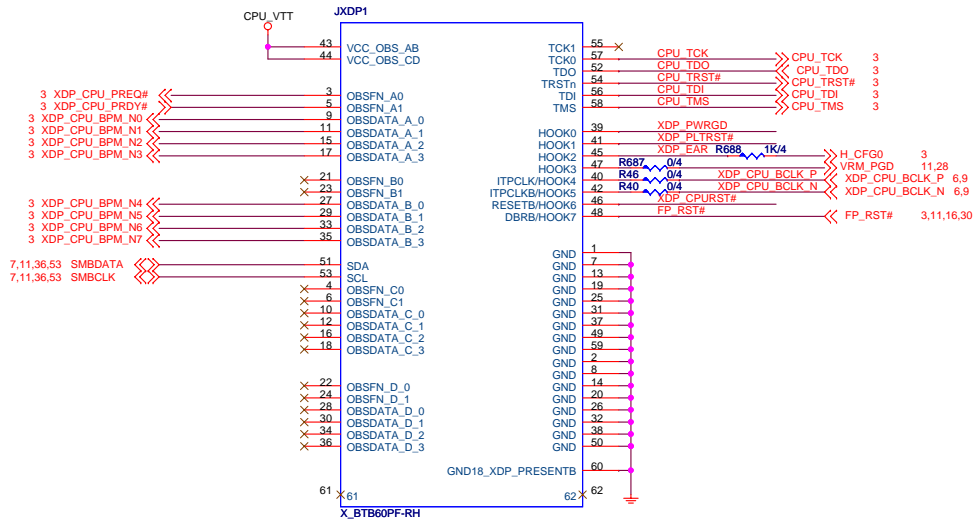 CPU_VTT
JXDP1
43 VCC_OBS_AB
44 VCC_OBS_CD
3 XDP_CPU_PREQ# 3 OBSFN_A0
3 XDP_CPU_PRDY# 5 OBSFN_A1
3 XDP_CPU_BPM_N0 9 OBSDATA_A_0
3 XDP_CPU_BPM_N1 11 OBSDATA_A_1
3 XDP_CPU_BPM_N2 15 OBSDATA_A_2
3 XDP_CPU_BPM_N3 17 OBSDATA_A_3
21 OBSFN_B0
23 OBSFN_B1
3 XDP_CPU_BPM_N4 27 OBSDATA_B_0
3 XDP_CPU_BPM_N5 29 OBSDATA_B_1
3 XDP_CPU_BPM_N6 33 OBSDATA_B_2
3 XDP_CPU_BPM_N7 35 OBSDATA_B_3
7,11,36,53 SMBDATA 51 SDA
7,11,36,53 SMBCLK 53 SCL
4 OBSFN_C0
6 OBSFN_C1
10 OBSDATA_C_0
12 OBSDATA_C_1
16 OBSDATA_C_2
18 OBSDATA_C_3
22 OBSFN_D_0
24 OBSFN_D_1
28 OBSDATA_D_0
30 OBSDATA_D_1
34 OBSDATA_D_2
36 OBSDATA_D_3
61 61
X_BTB60PF-RH
TCK1 55
TCK0 57 CPU_TCK CPU_TCK 3
TDO 52 CPU_TDO CPU_TDO 3
TRSTn 54 CPU_TRST# CPU_TRST# 3
TDI 56 CPU_TDI CPU_TDI 3
TMS 58 CPU_TMS CPU_TMS 3
HOOK0 39 XDP_PWRGD
HOOK1 41 XDP_PLTRST#
HOOK2 45 XDP_EAR R688 1K/4 H_CFG0 3
HOOK3 47 R687 0/4 VRM_PGD 11,28
ITPCLK/HOOK4 40 R46 0/4 XDP_CPU_BCLK_P XDP_CPU_BCLK_P 6,9
ITPCLKB/HOOK5 42 R40 0/4 XDP_CPU_BCLK_N XDP_CPU_BCLK_N 6,9
RESETB/HOOK6 46 XDP_CPURST#
DBRB/HOOK7 48 FP_RST# FP_RST# 3,11,16,30
GND 1
GND 7
GND 13
GND 19
GND 25
GND 31
GND 37
GND 49
GND 59
GND 2
GND 8
GND 14
GND 20
GND 26
GND 32
GND 38
GND 50
GND18_XDP_PRESENTB 60
62 62